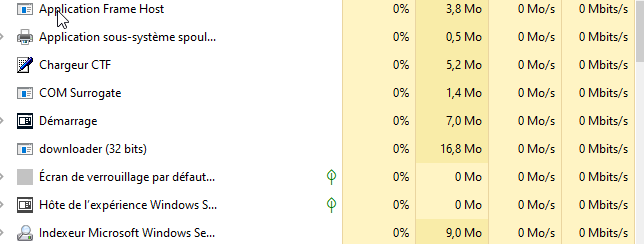 Application Frame Host 0% 3,8 Mo 0 Mo/s 0 Mbits/s
Application sous-système spoul... 0% 0,5 Mo 0 Mo/s 0 Mbits/s
Chargeur CTF 0% 5,2 Mo 0 Mo/s 0 Mbits/s
COM Surrogate 0% 1,4 Mo 0 Mo/s 0 Mbits/s
Démarrage 0% 7,0 Mo 0 Mo/s 0 Mbits/s
downloader (32 bits) 0% 16,8 Mo 0 Mo/s 0 Mbits/s
Écran de verrouillage par défaut... 0% 0 Mo 0 Mo/s 0 Mbits/s
Hôte de l'expérience Windows S... 0% 0 Mo 0 Mo/s 0 Mbits/s
Indexeur Microsoft Windows Se... 0% 9,0 Mo 0 Mo/s 0 Mbits/s